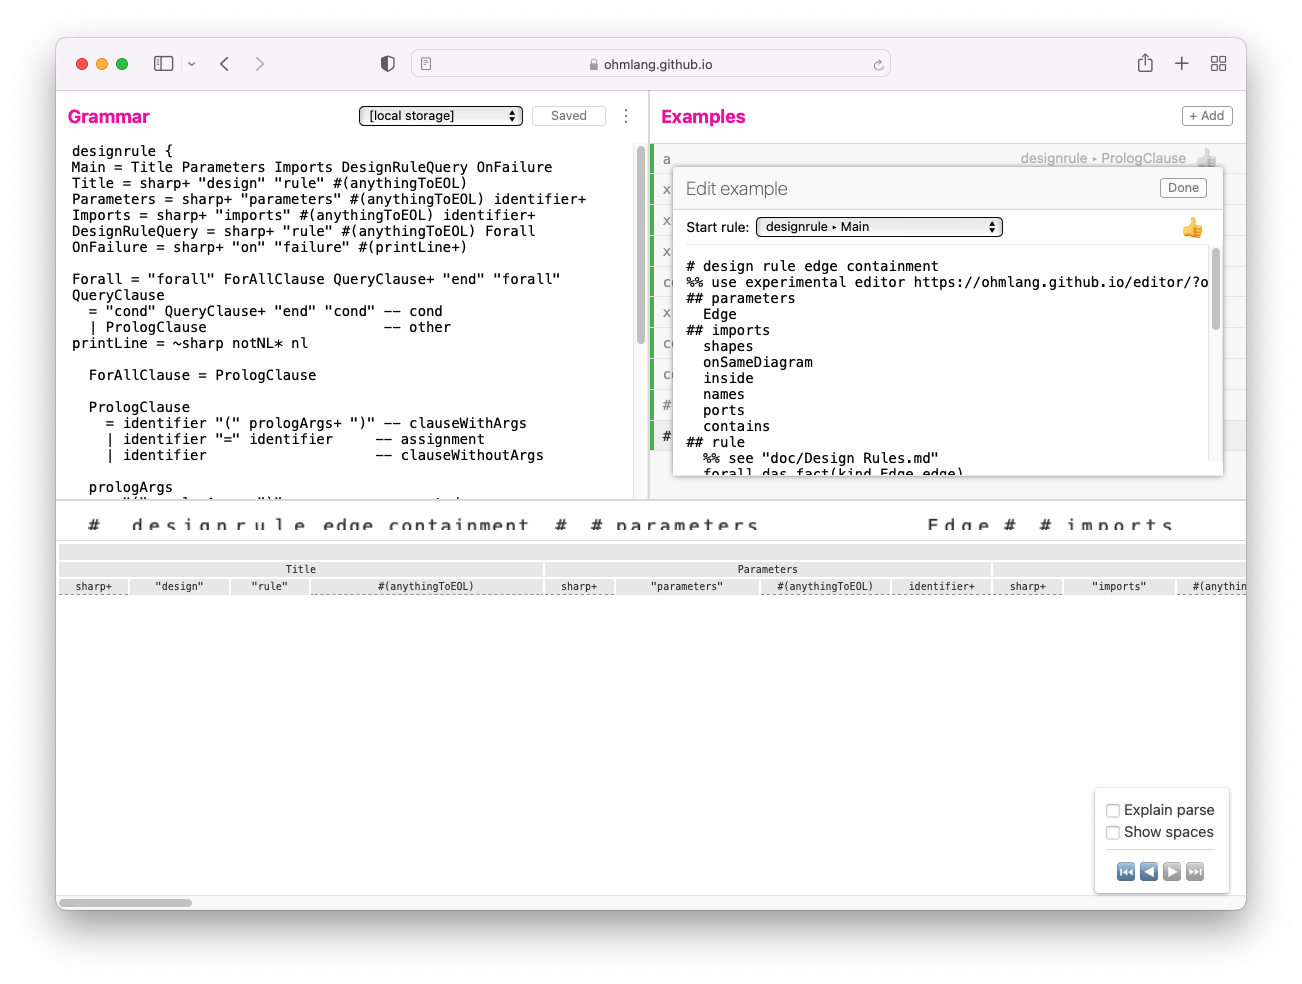 ohmlang.github.io
Grammar
[local storage]
Saved
designrule {
Main = Title Parameters Imports DesignRuleQuery OnFailure
Title = sharp+ "design" "rule" #(anythingToEOL)
Parameters = sharp+ "parameters" #(anythingToEOL) identifier+
Imports = sharp+ "imports" #(anythingToEOL) identifier+
DesignRuleQuery = sharp+ "rule" #(anythingToEOL) Forall
OnFailure = sharp+ "on" "failure" #(printLine+)
Forall = "forall" ForAllClause QueryClause+ "end" "forall"
QueryClause
= "cond" QueryClause+ "end" "cond" -- cond
| PrologClause -- other
printLine = ~sharp notNL* nl
ForAllClause = PrologClause
PrologClause
= identifier "(" prologArgs+ ")" -- clauseWithArgs
| identifier "=" identifier -- assignment
| identifier -- clauseWithoutArgs
prologArgs
Examples
+ Add
a
designrule ▸ PrologClause
x
x
x
c
x
c
c
#
#
Edit example
Done
Start rule:
designrule ▸ Main
# design rule edge containment
%% use experimental editor https://ohmlang.github.io/editor/?o
## parameters
Edge
## imports
shapes
onSameDiagram
inside
names
ports
contains
## rule
%% see "doc/Design Rules.md"
forall das_fact(kind,Edge,edge)
# designrule edge containment # # parameters Edge # # imports
Title Parameters
sharp+ "design" "rule" #(anythingToEOL) sharp+ "parameters" #(anythingToEOL) identifier+ sharp+ "imports" #(anythin
Explain parse
Show spaces